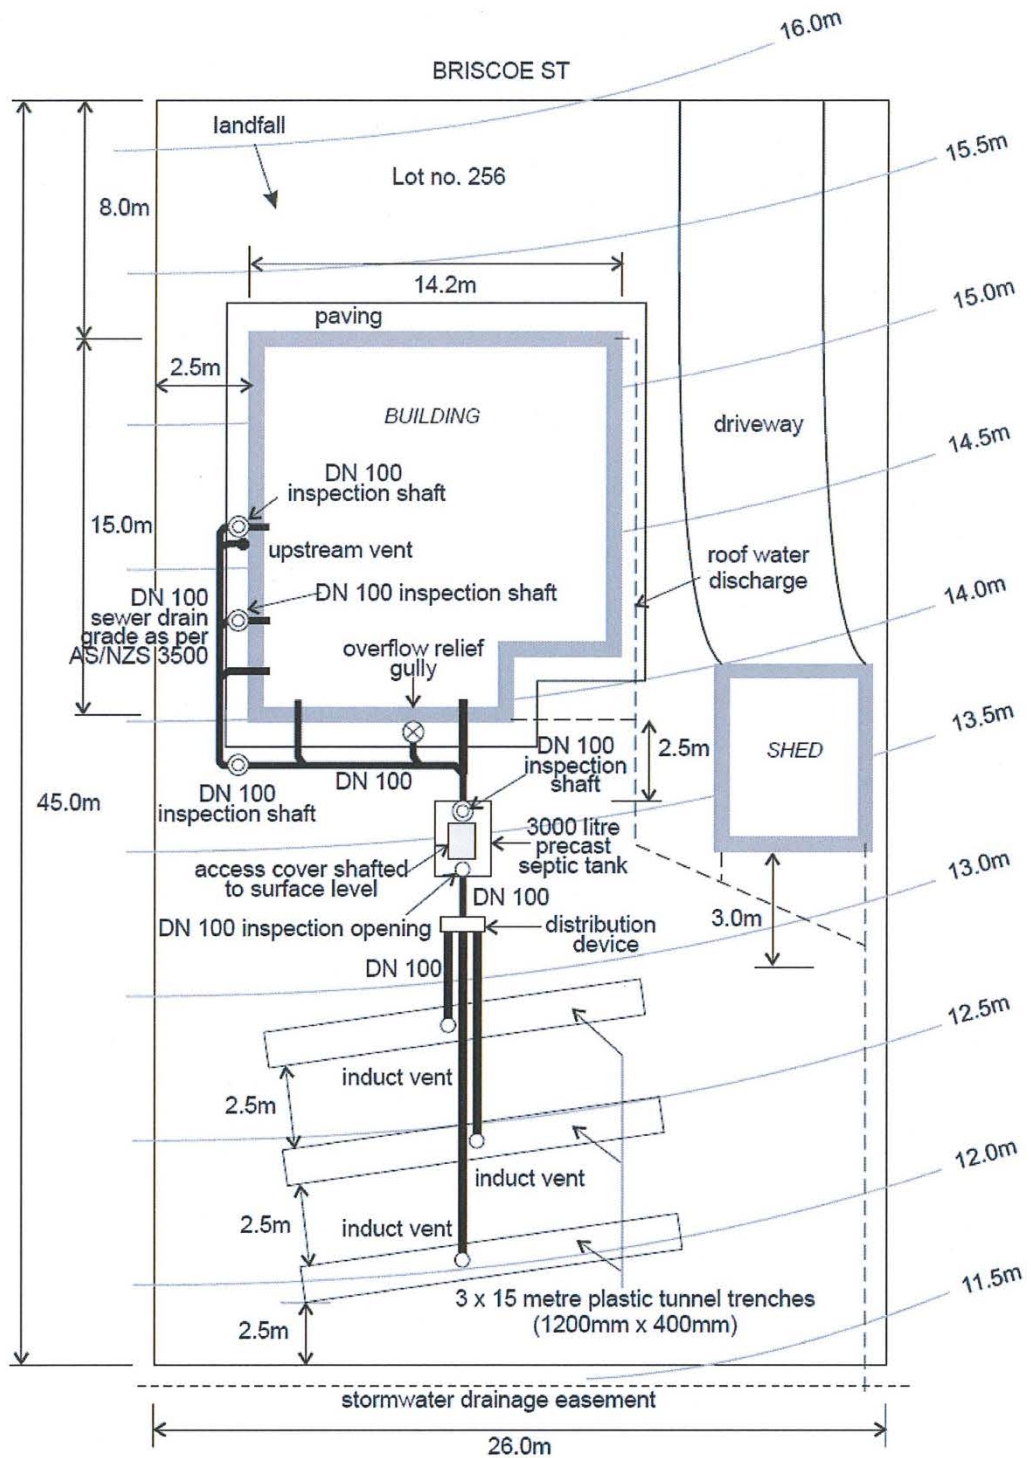 16.0m
BRISCOE ST
landfall
15.5m
Lot no. 256
8.0m
14.2m
15.0m
paving
2.5m
BUILDING
driveway
14.5m
DN 100
inspection shaft
15.0m
upstream vent
roof water
discharge
DN 100 inspection shaft
14.0m
DN 100
sewer drain
grade as per
AS/NZS 3500
overflow relief
gully
13.5m
2.5m
SHED
DN 100
inspection
shaft
DN 100
DN 100
inspection shaft
45.0m
3000 litre
precast
septic tank
access cover shafted
to surface level
13.0m
DN 100
3.0m
DN 100 inspection opening
distribution
device
DN 100
12.5m
induct vent
2.5m
12.0m
induct vent
2.5m
induct vent
11.5m
3 x 15 metre plastic tunnel trenches
(1200mm x 400mm)
2.5m
stormwater drainage easement
26.0m